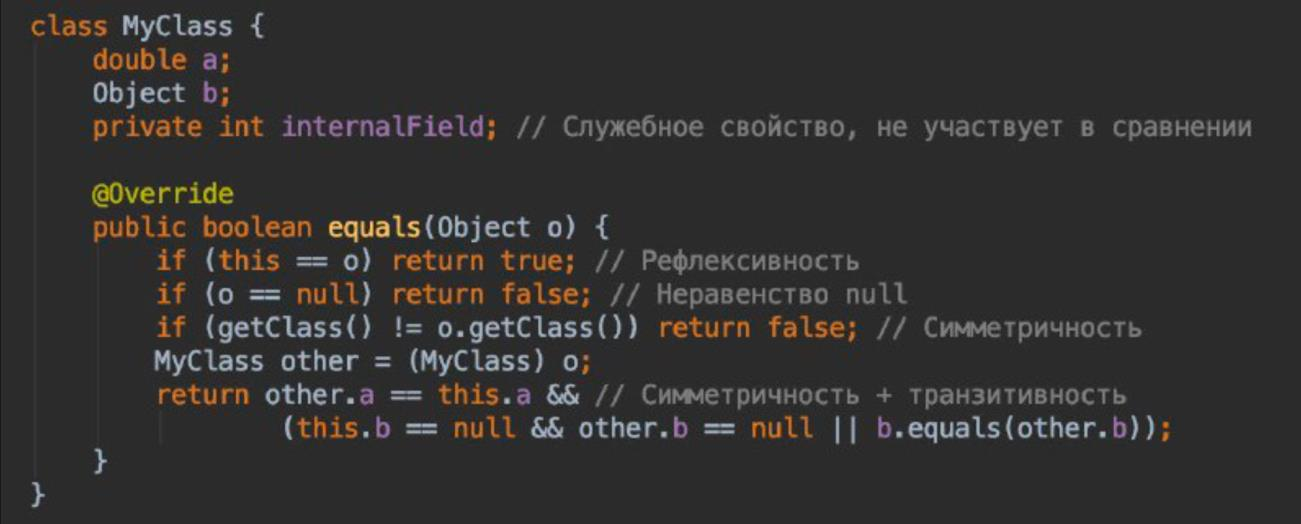 class MyClass {
    double a;
    Object b;
    private int internalField; // Служебное свойство, не участвует в сравнении
    @Override
    public boolean equals(Object o) {
        if (this == o) return true; // Рефлексивность
        if (o == null) return false; // Неравенство null
        if (getClass() != o.getClass()) return false; // Симметричность
        MyClass other = (MyClass) o;
        return other.a == this.a && // Симметричность + транзитивность
                (this.b == null && other.b == null || b.equals(other.b));
    }
}